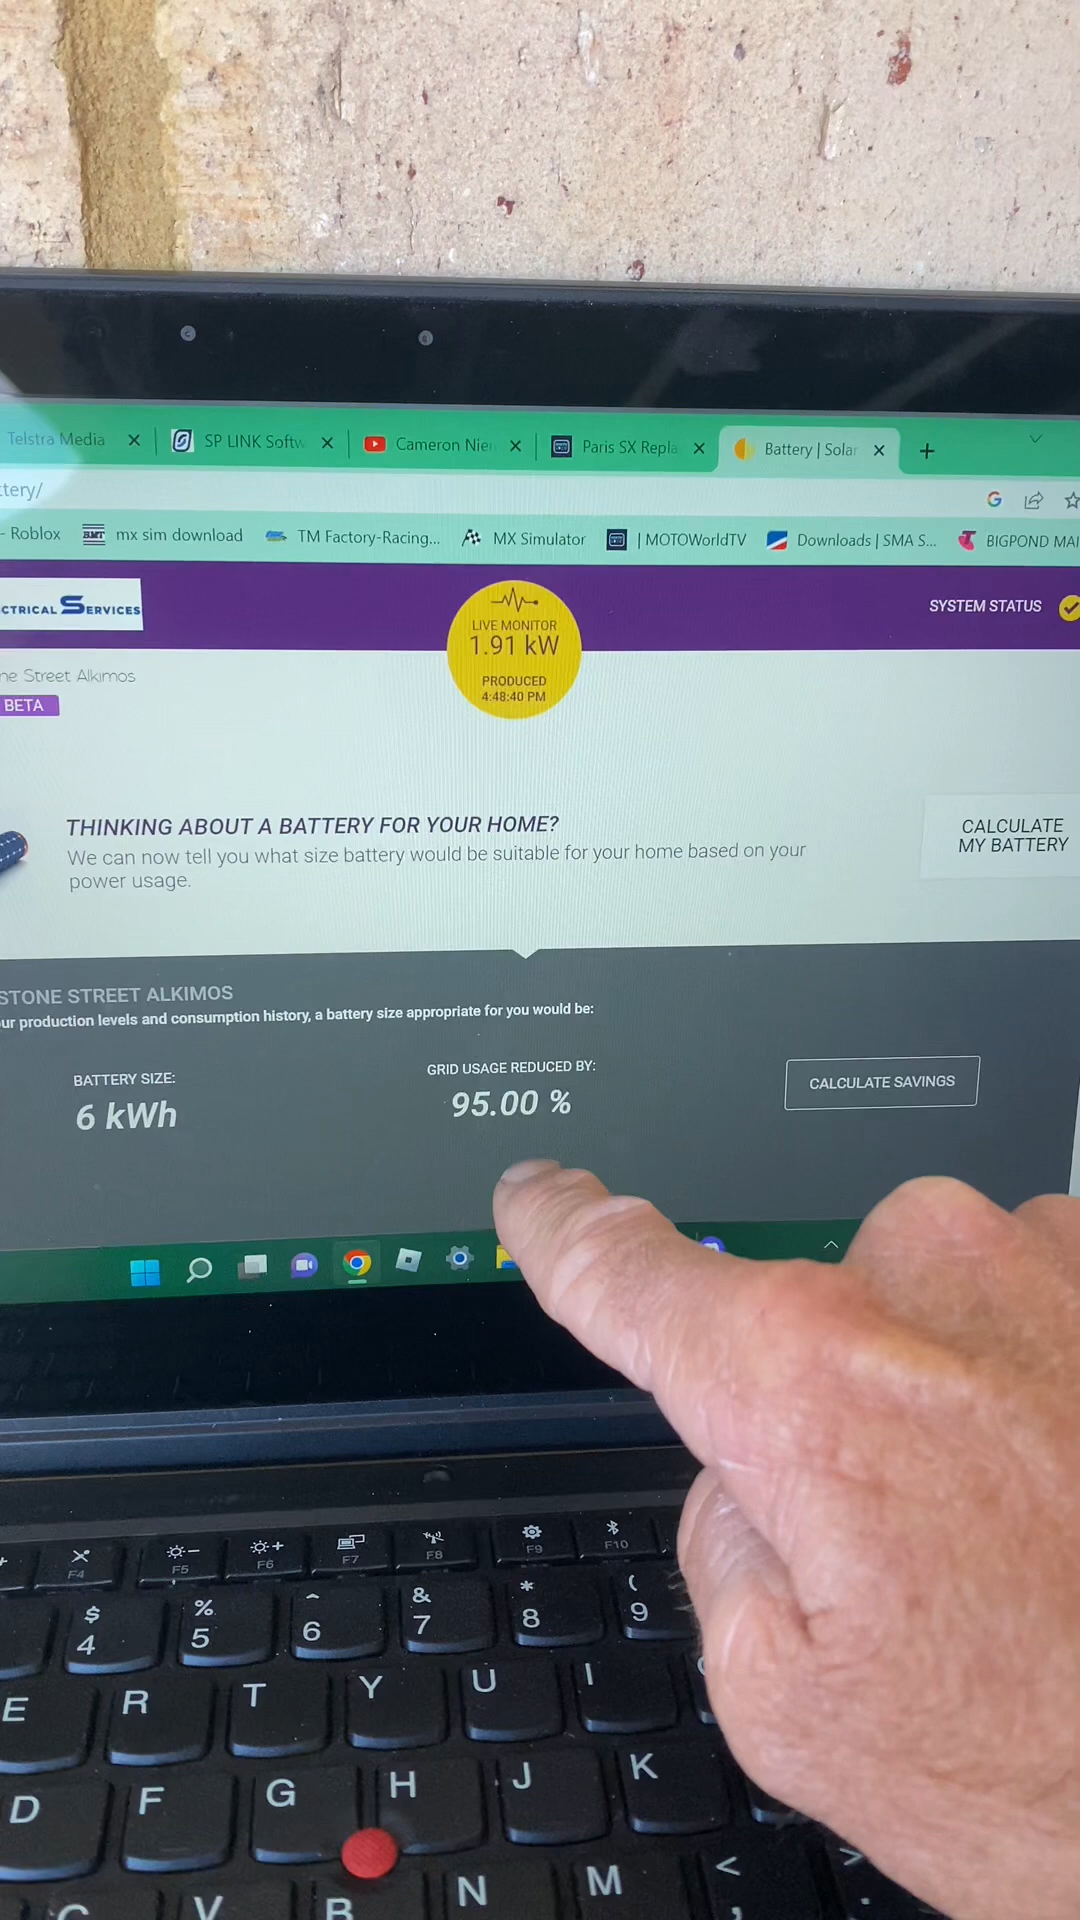 Telstra Media
SP LINK Softw
Cameron Nie
Paris SX Repla
Battery | Solar
tery/
- Roblox
BMT
mx sim download
TM Factory-Racing...
MX Simulator
| MOTOWorldTV
Downloads | SMA S...
BIGPOND MAI
CTRICAL SERVICES
LIVE MONITOR
1.91 kW
PRODUCED
4:48:40 PM
SYSTEM STATUS
ne Street Alkimos
BETA
THINKING ABOUT A BATTERY FOR YOUR HOME?
We can now tell you what size battery would be suitable for your home based on your
power usage.
CALCULATE
MY BATTERY
STONE STREET ALKIMOS
ur production levels and consumption history, a battery size appropriate for you would be:
BATTERY SIZE:
6 kWh
GRID USAGE REDUCED BY:
95.00 %
CALCULATE SAVINGS
F4 F5 F6 F7 F8 F9 F10
$ % ^ & * (
4 5 6 7 8 9
E R T Y U I
D F G H J K
C V B N M < >
, .